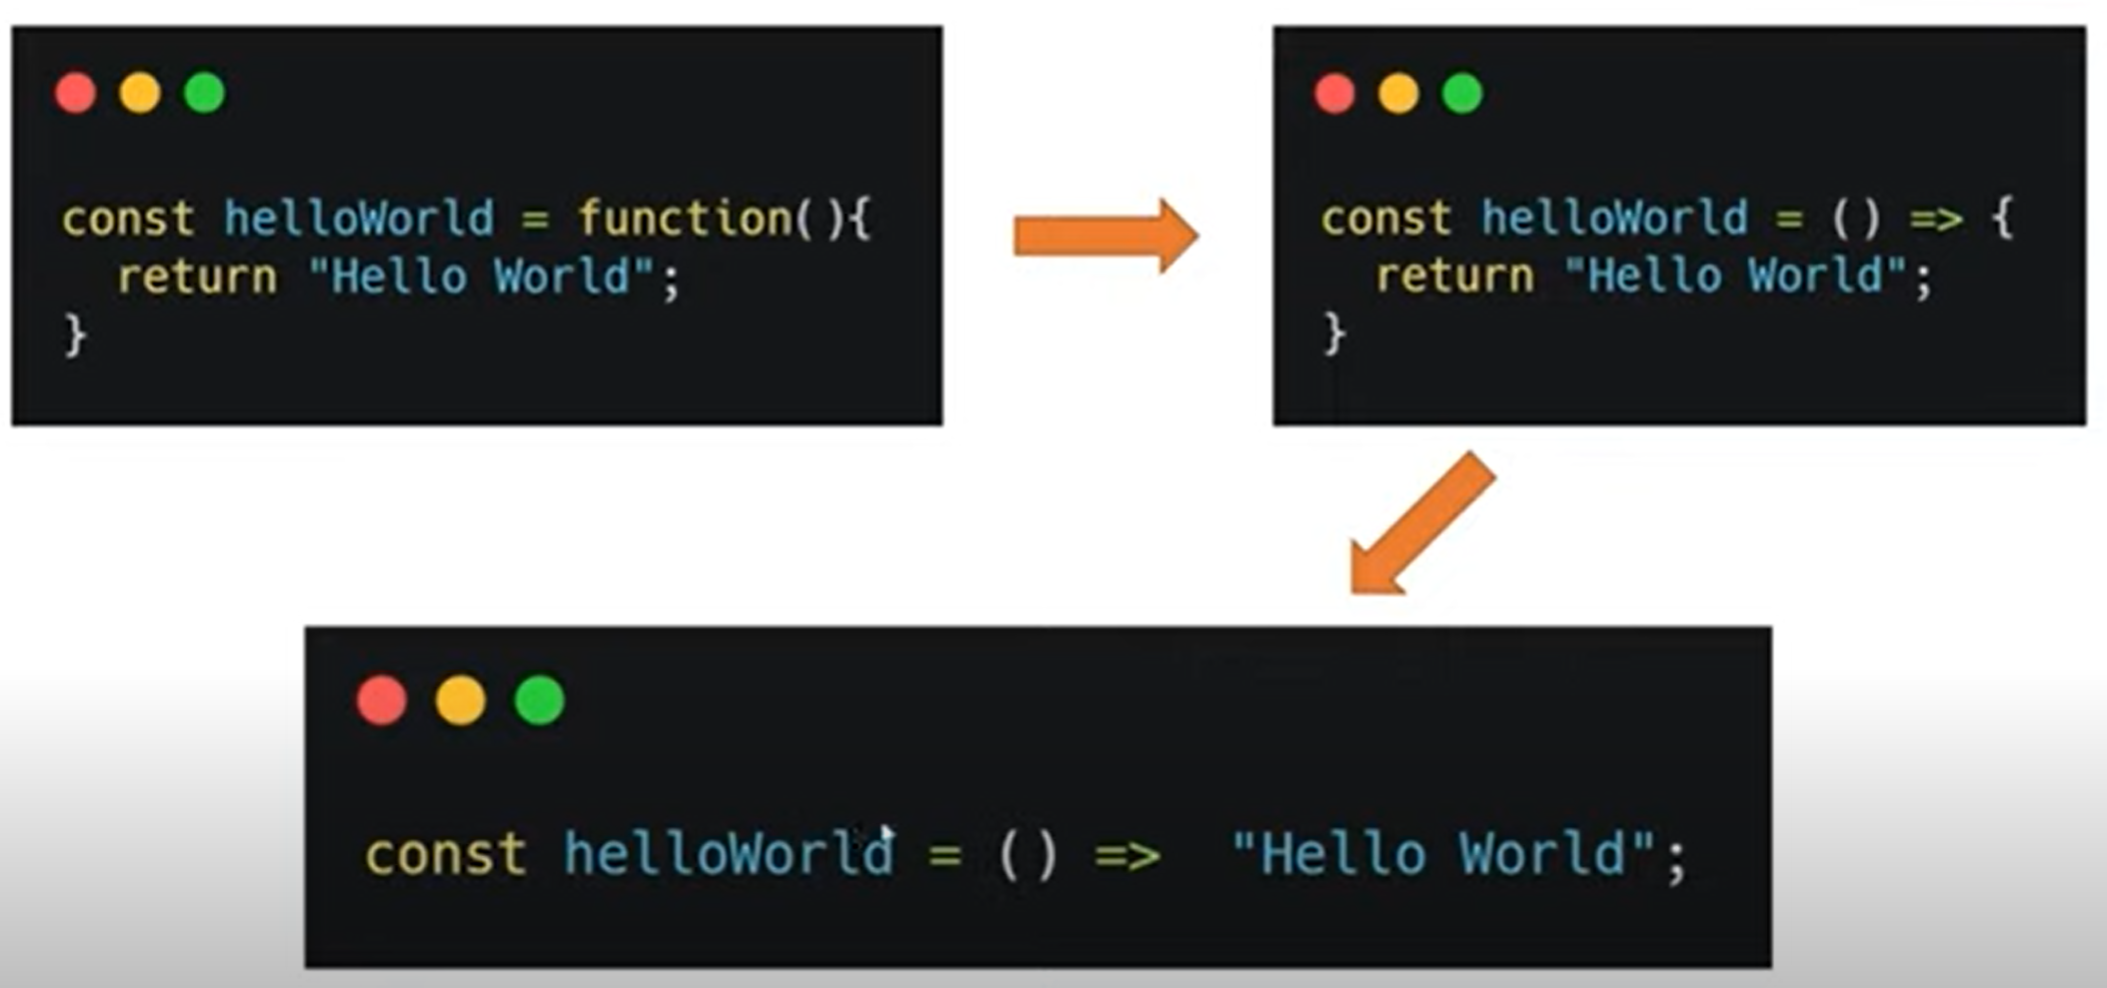 const helloWorld = function(){
return "Hello World";
}
const helloWorld = () => {
return "Hello World";
}
const helloWorld = () => "Hello World";